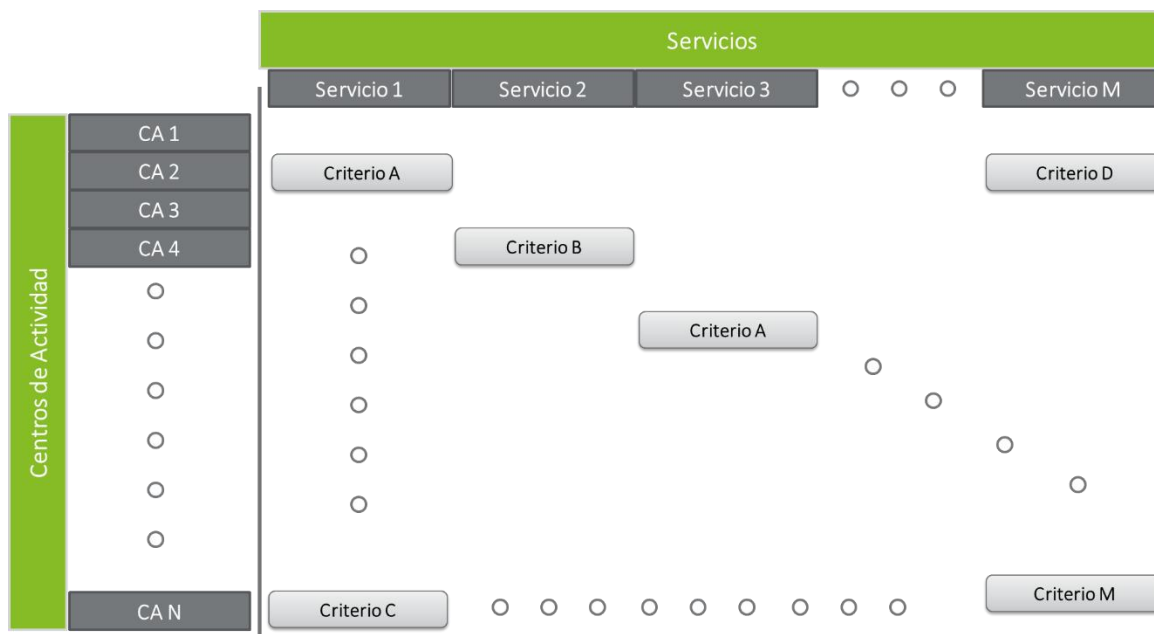 Servicios
Servicio 1 Servicio 2 Servicio 3 Servicio M
Centros de Actividad
CA 1
CA 2 Criterio A Criterio D
CA 3
CA 4 Criterio B
Criterio A
CA N Criterio C Criterio M